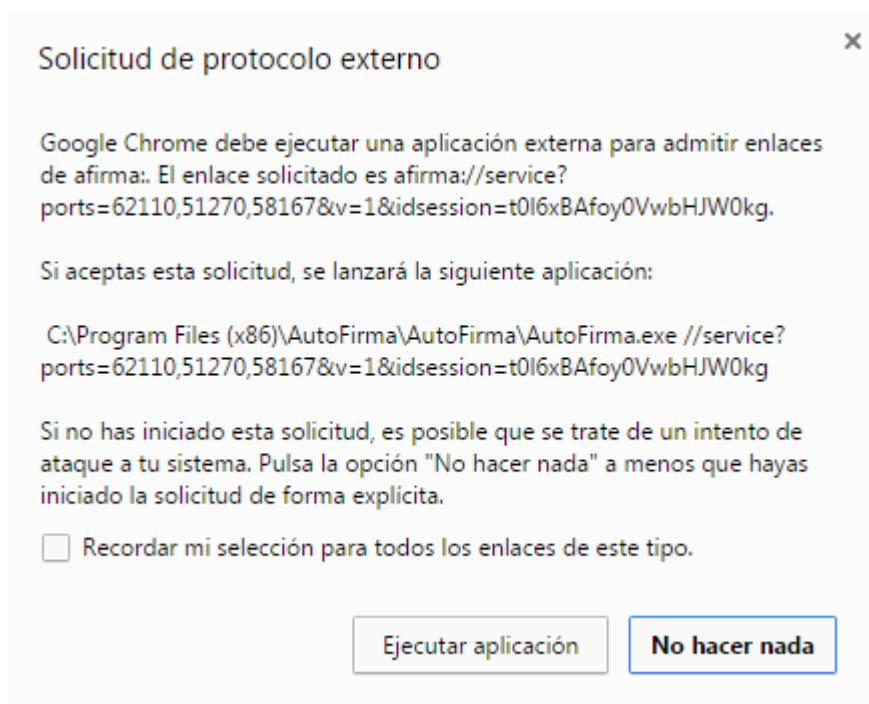 Solicitud de protocolo externo
Google Chrome debe ejecutar una aplicación externa para admitir enlaces
de afirma:. El enlace solicitado es afirma://service?
ports=62110,51270,58167&v=1&idsession=t0I6xBAfoy0VwbHJW0kg.
Si aceptas esta solicitud, se lanzará la siguiente aplicación:
C:\Program Files (x86)\AutoFirma\AutoFirma\AutoFirma.exe //service?
ports=62110,51270,58167&v=1&idsession=t0I6xBAfoy0VwbHJW0kg
Si no has iniciado esta solicitud, es posible que se trate de un intento de
ataque a tu sistema. Pulsa la opción "No hacer nada" a menos que hayas
iniciado la solicitud de forma explícita.
Recordar mi selección para todos los enlaces de este tipo.
Ejecutar aplicación
No hacer nada